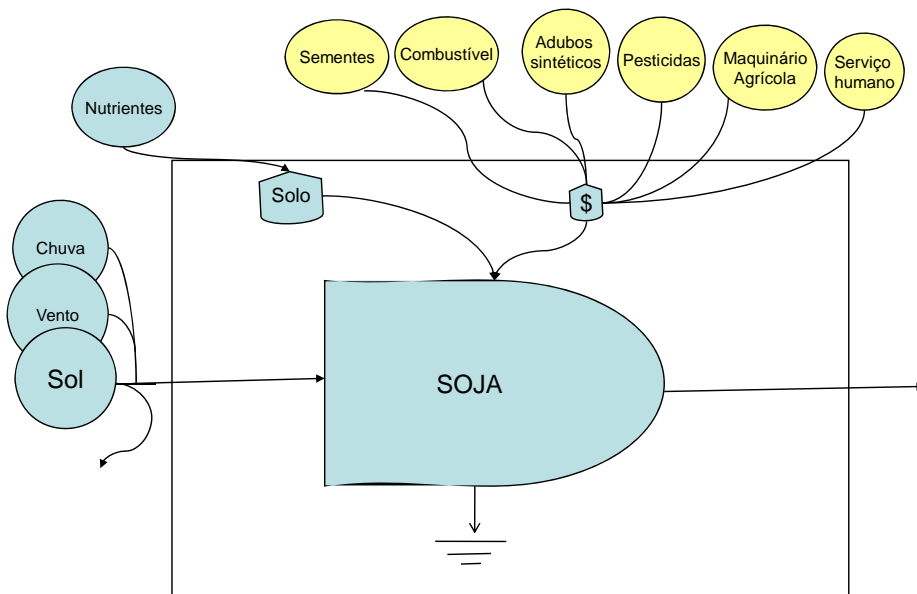 Sementes
Combustível
Adubos
sintéticos
Pesticidas
Maquinário
Agrícola
Serviço
humano
Nutrientes
Solo
$
Chuva
Vento
Sol
SOJA